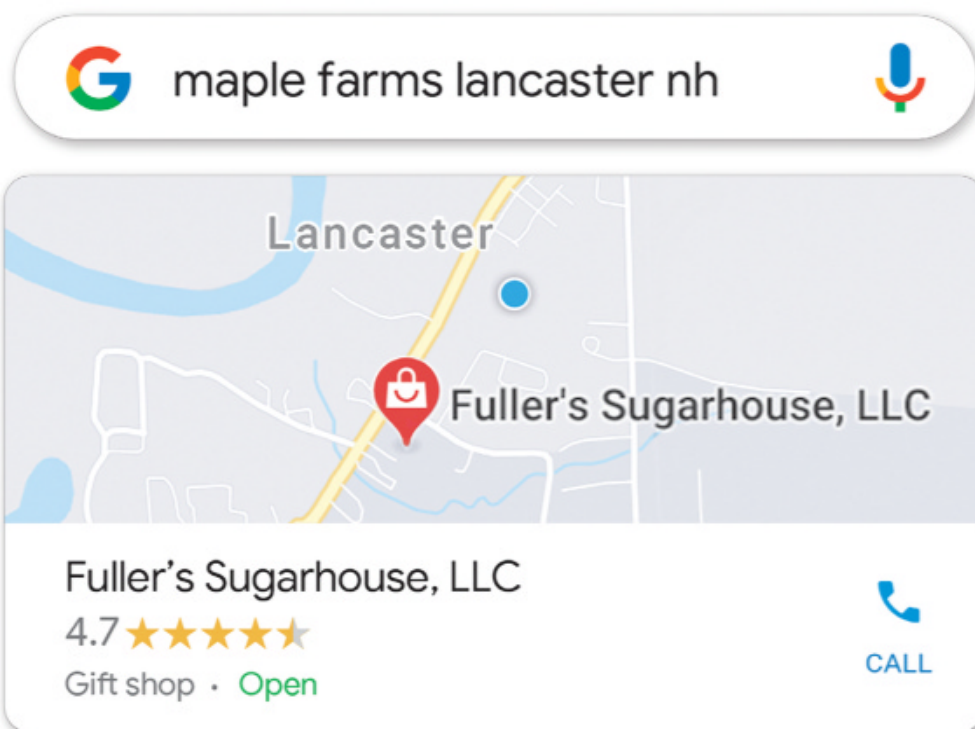 maple farms lancaster nh
Lancaster
Fuller's Sugarhouse, LLC
Fuller’s Sugarhouse, LLC
4.7
Gift shop · Open
CALL